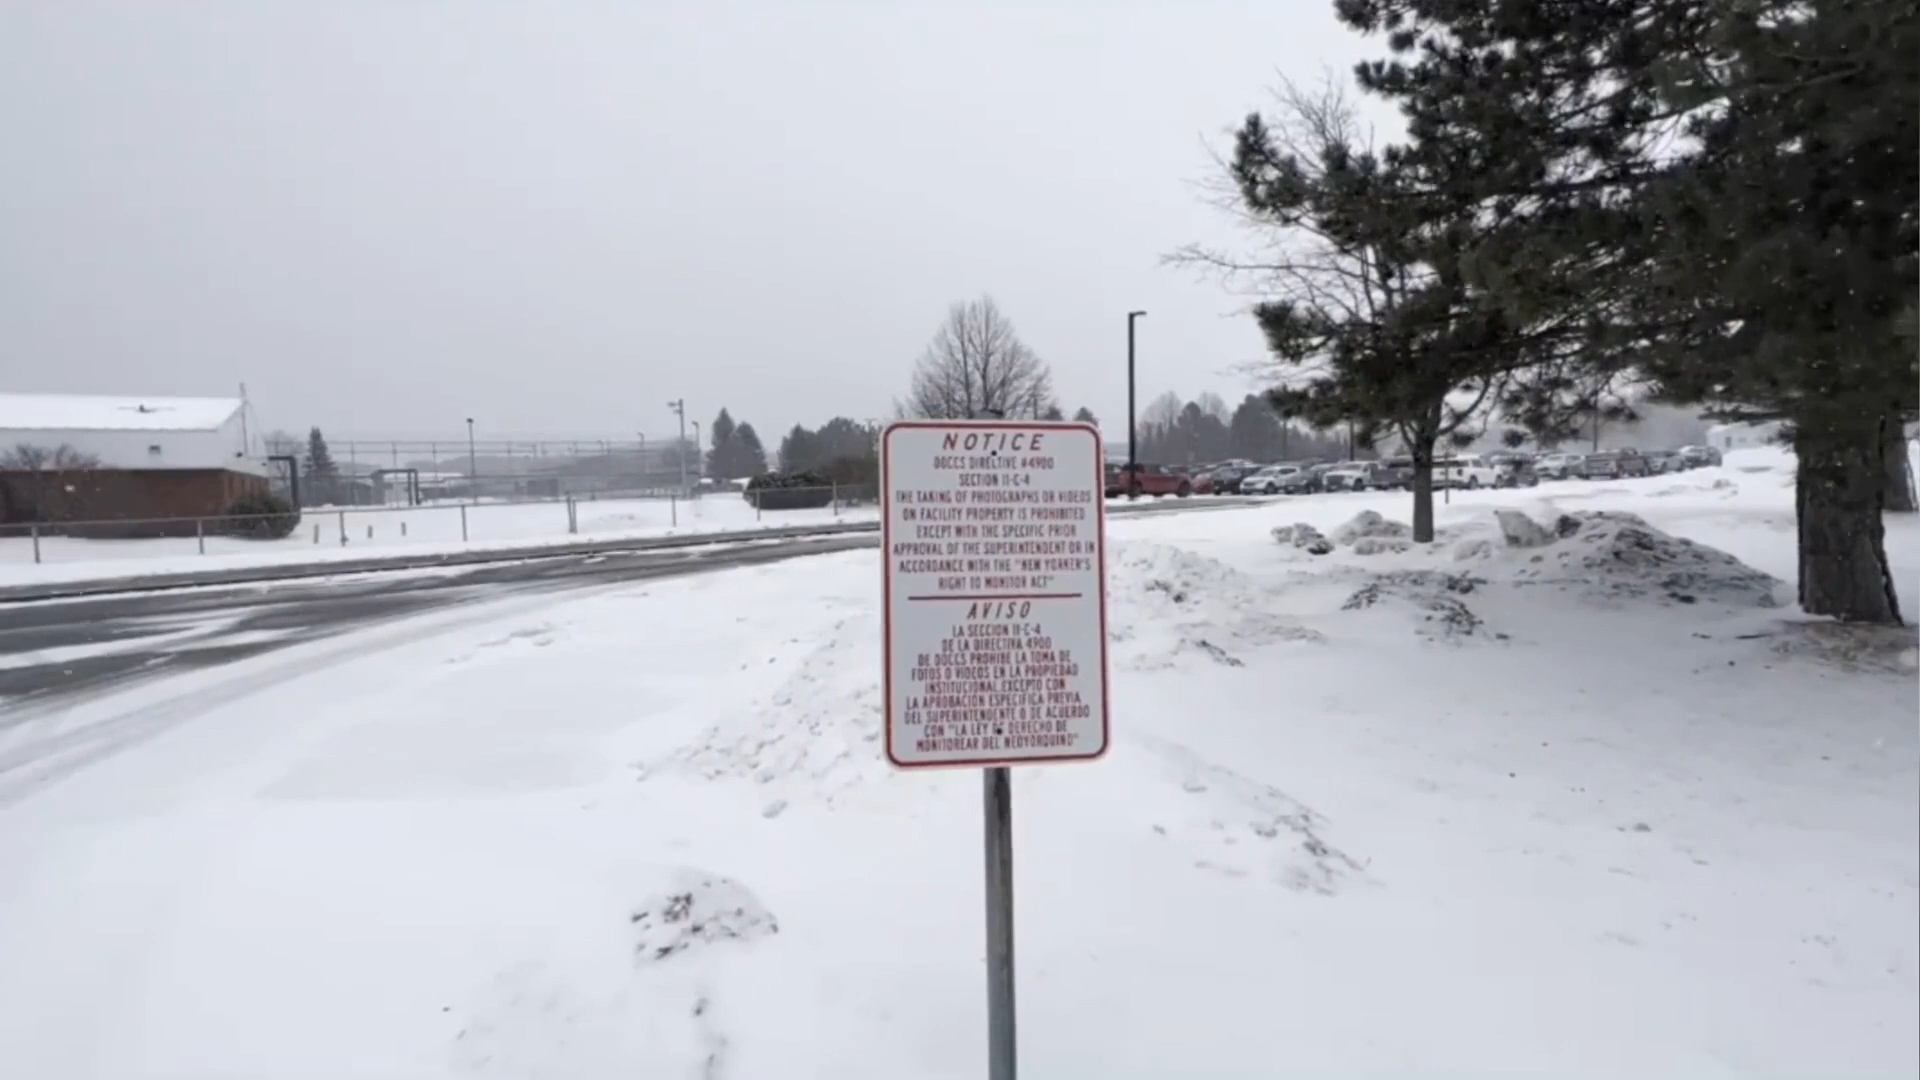 NOTICE
DOCCS DIRECTIVE #4900
SECTION II-C-4
THE TAKING OF PHOTOGRAPHS OR VIDEOS
ON FACILITY PROPERTY IS PROHIBITED
EXCEPT WITH THE SPECIFIC PRIOR
APPROVAL OF THE SUPERINTENDENT OR IN
ACCORDANCE WITH THE "NEW YORKER'S
RIGHT TO MONITOR ACT"
AVISO
LA SECCION II-C-4
DE LA DIRECTIVA 4900
DE DOCCS PROHIBE LA TOMA DE
FOTOS O VIDEOS EN LA PROPIEDAD
INSTITUCIONAL EXCEPTO CON
LA APROBACION ESPECIFICA PREVIA
DEL SUPERINTENDENTE O DE ACUERDO
CON "LA LEY DE DERECHO DE
MONITOREAR DEL NEOYORQUINO"